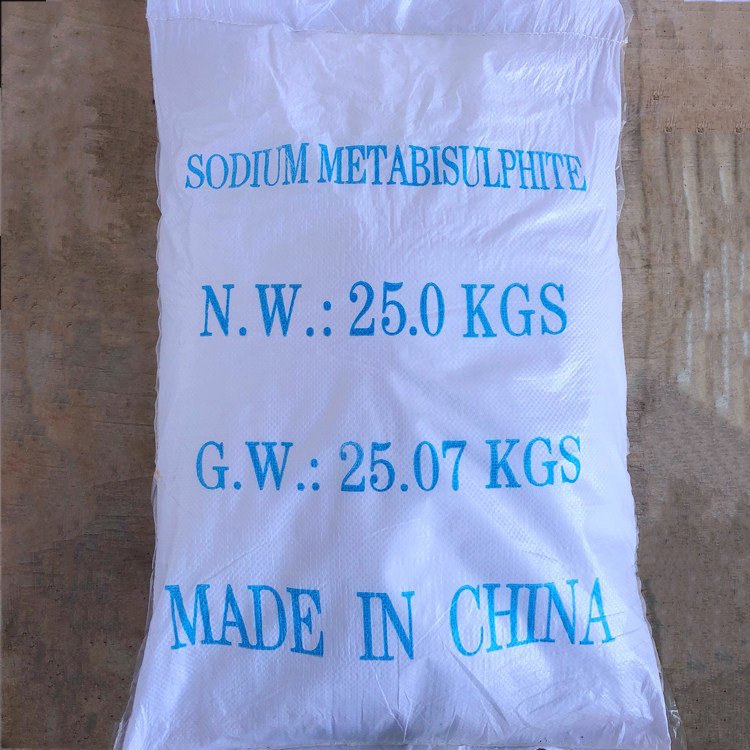 SODIUM METABISULPHITE
N.W.: 25.0 KGS
G.W.: 25.07 KGS
MADE IN CHINA